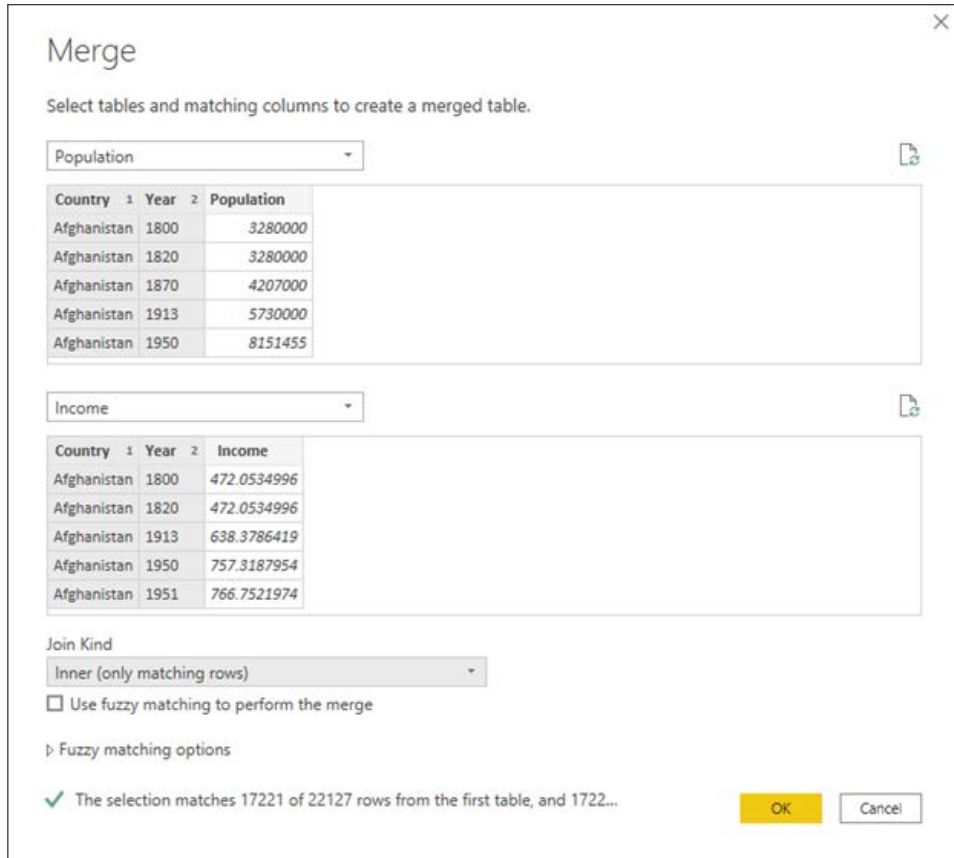 Merge
Select tables and matching columns to create a merged table.
Population
Country 1 Year 2 Population
Afghanistan 1800 3280000
Afghanistan 1820 3280000
Afghanistan 1870 4207000
Afghanistan 1913 5730000
Afghanistan 1950 8151455
Income
Country 1 Year 2 Income
Afghanistan 1800 472.0534996
Afghanistan 1820 472.0534996
Afghanistan 1913 638.3786419
Afghanistan 1950 757.3187954
Afghanistan 1951 766.7521974
Join Kind
Inner (only matching rows)
Use fuzzy matching to perform the merge
Fuzzy matching options
The selection matches 17221 of 22127 rows from the first table, and 1722...
OK Cancel